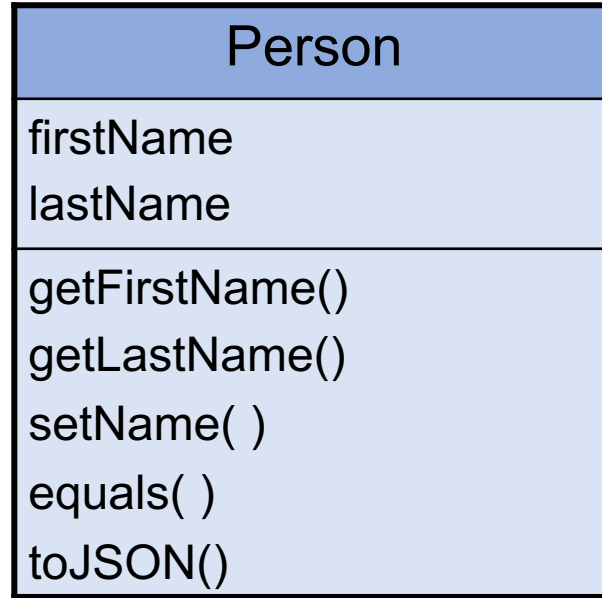 Person
firstName
lastName
getFirstName()
getLastName()
setName( )
equals( )
toJSON()